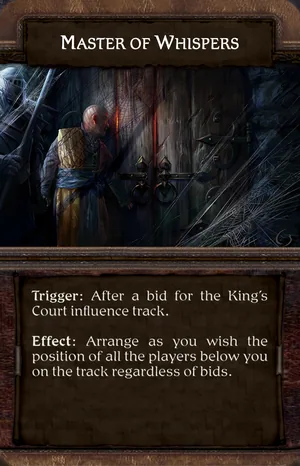 Master of Whispers
Trigger: After a bid for the King's
Court influence track.
Effect: Arrange as you wish the
position of all the players below you
on the track regardless of bids.